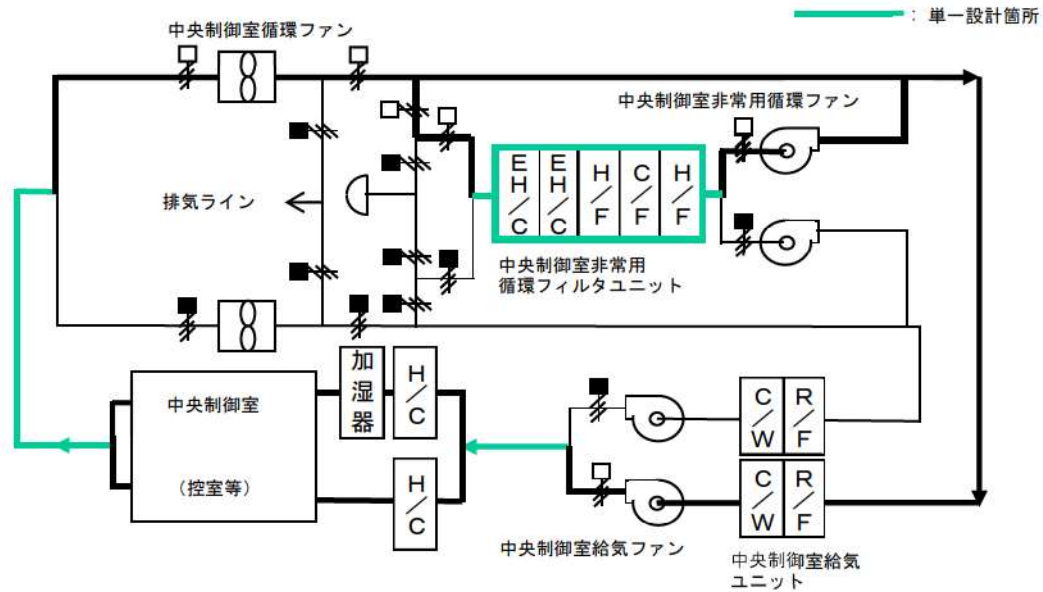 : 単一設計箇所
中央制御室循環ファン
中央制御室非常用循環ファン
EH/C
EH/C
H/F
C/F
H/F
排気ライン
中央制御室非常用
循環フィルタユニット
加湿器
H/C
中央制御室
(控室等)
H/C
C/W
R/F
C/W
R/F
中央制御室給気ファン
中央制御室給気
ユニット